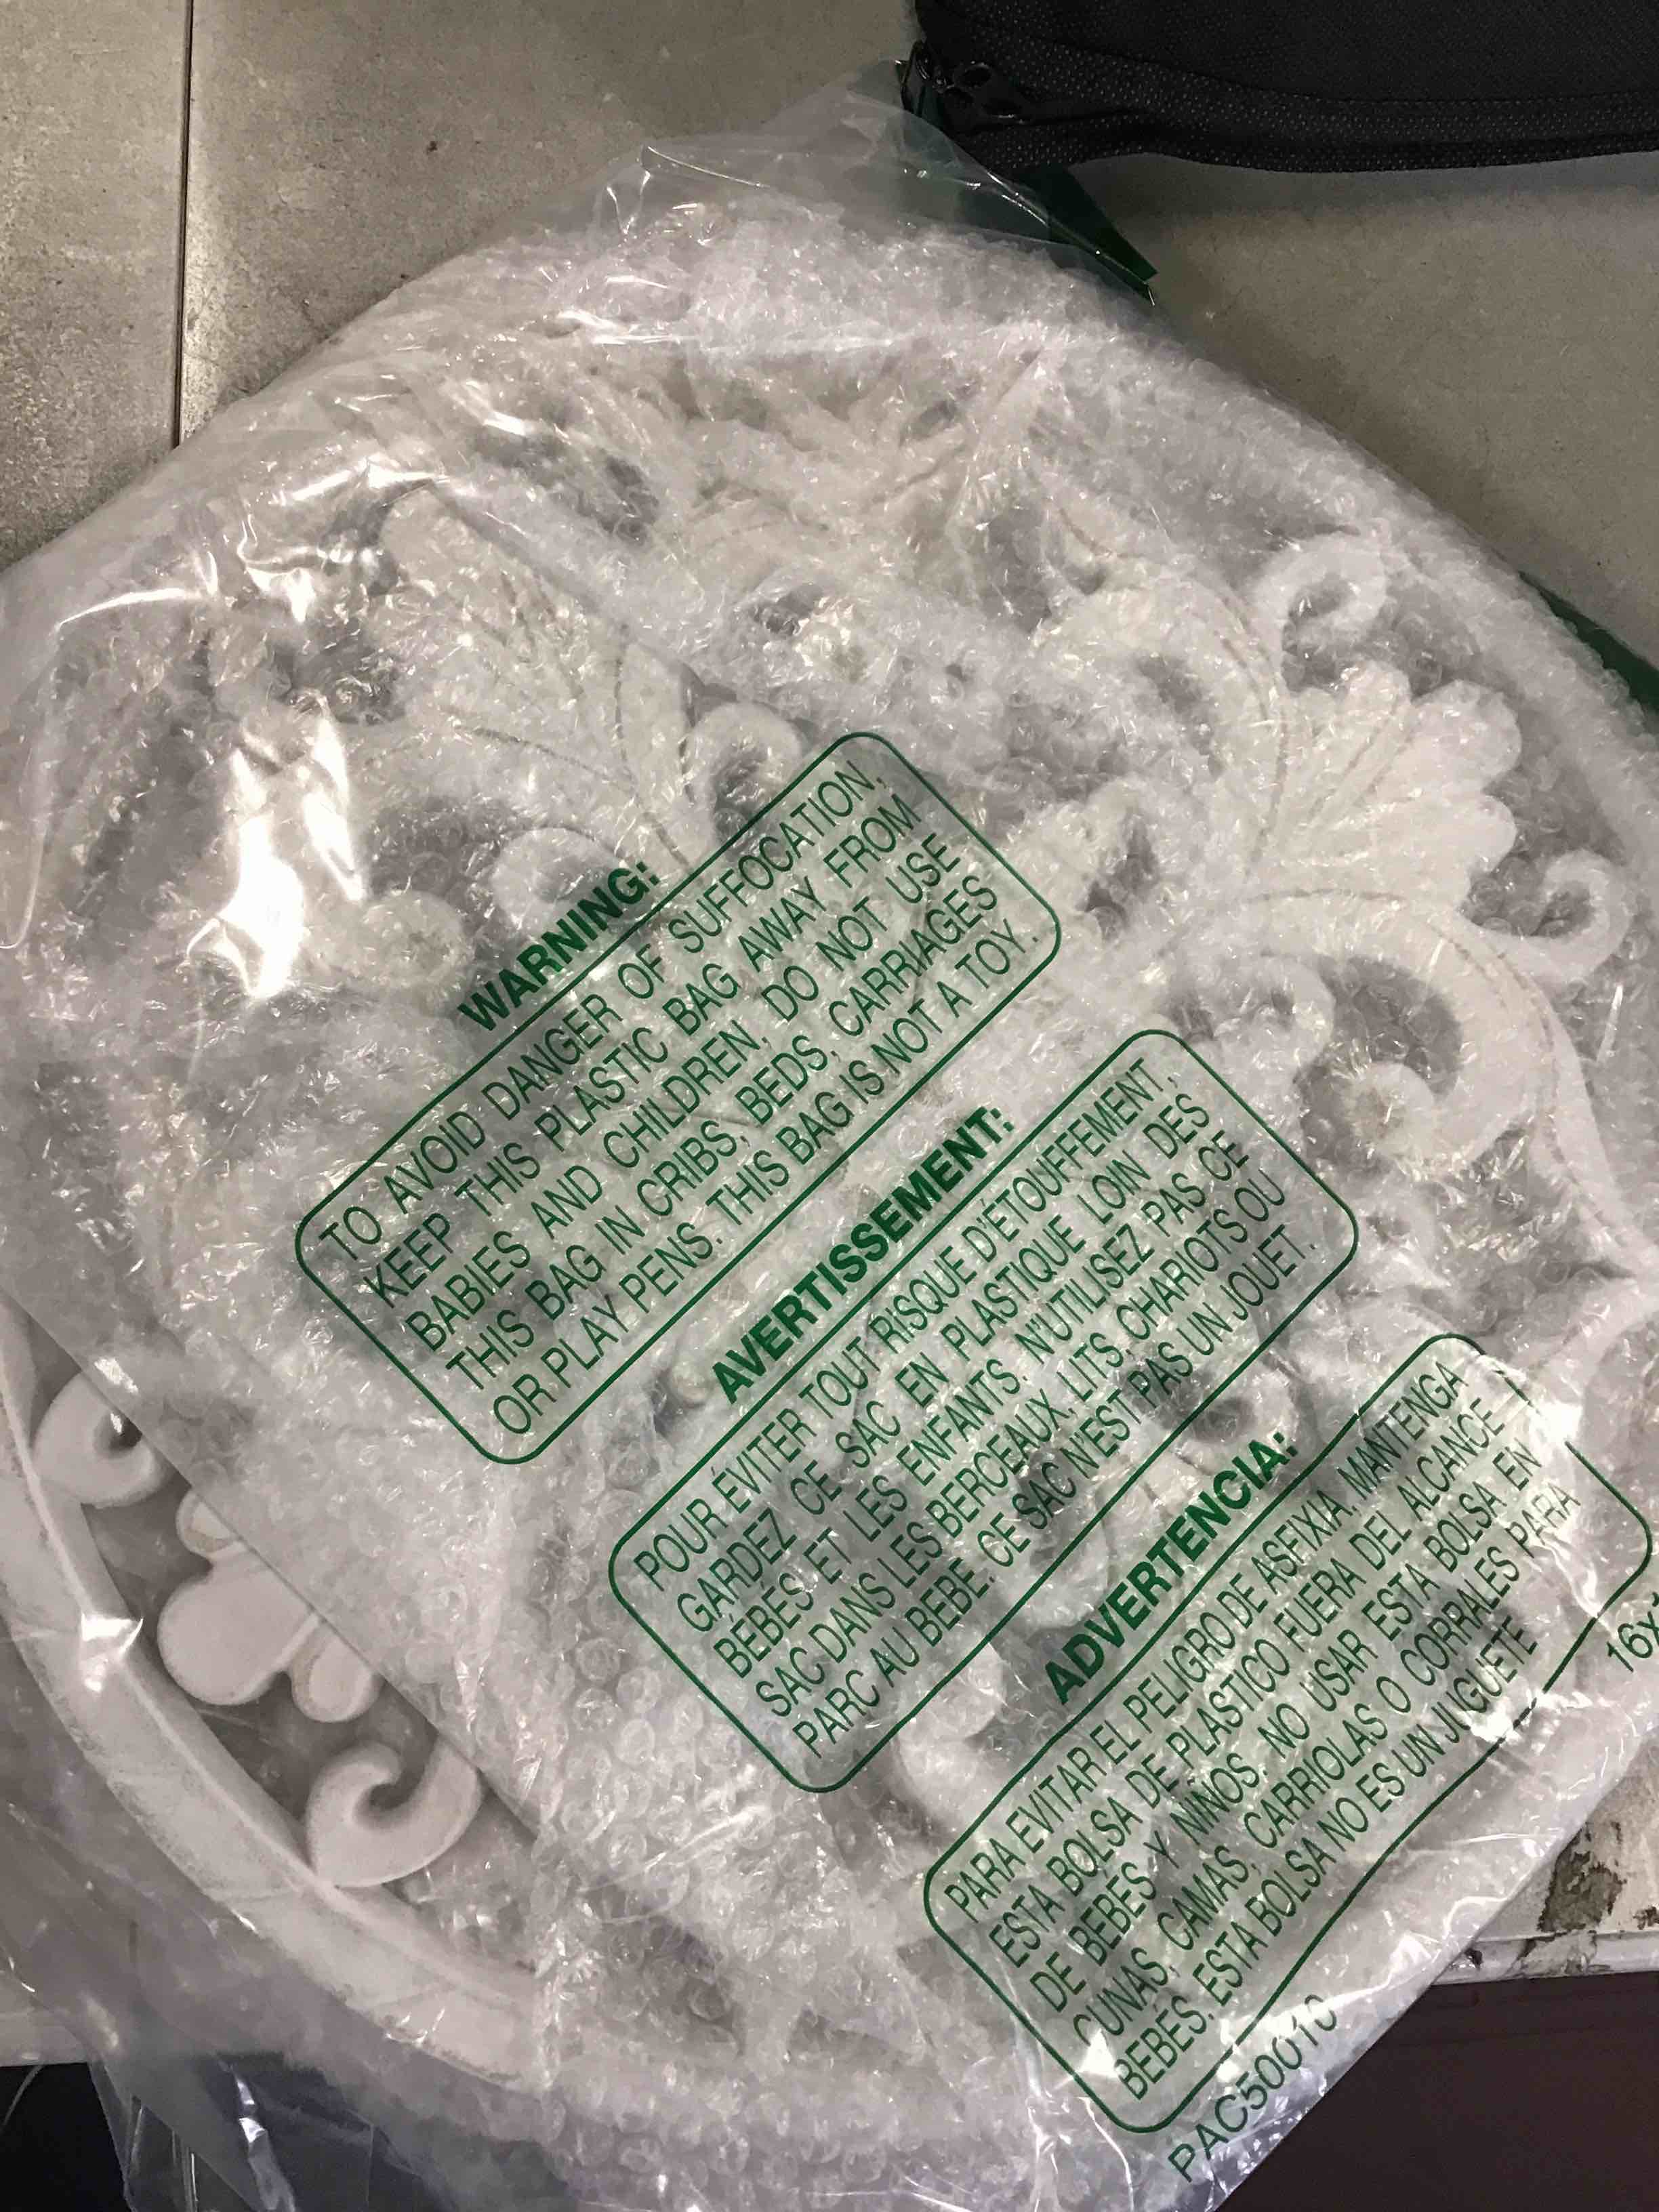 WARNING:
TO AVOID DANGER OF SUFFOCATION,
KEEP THIS PLASTIC BAG AWAY FROM
BABIES AND CHILDREN, DO NOT USE
THIS BAG IN CRIBS, BEDS, CARRIAGES
OR PLAY PENS. THIS BAG IS NOT A TOY.
AVERTISSEMENT:
POUR ÉVITER TOUT RISQUE D'ÉTOUFFEMENT,
GARDEZ CE SAC EN PLASTIQUE LOIN DES
BÉBÉS ET LES ENFANTS. N'UTILISEZ PAS CE
SAC DANS LES BERCEAUX, LITS, CHARIOTS OU
PARC AU BEBE. CE SAC N'EST PAS UN JOUET.
ADVERTENCIA:
PARA EVITAR EL PELIGRO DE ASFIXIA, MANTENGA
ESTA BOLSA DE PLASTICO FUERA DEL ALCANCE
DE BEBES Y NIÑOS. NO USAR ESTA BOLSA EN
CUNAS, CAMAS, CARRIOLAS O CORRALES PARA
BEBÉS. ESTA BOLSA NO ES UN JUGUETE
PAC50010